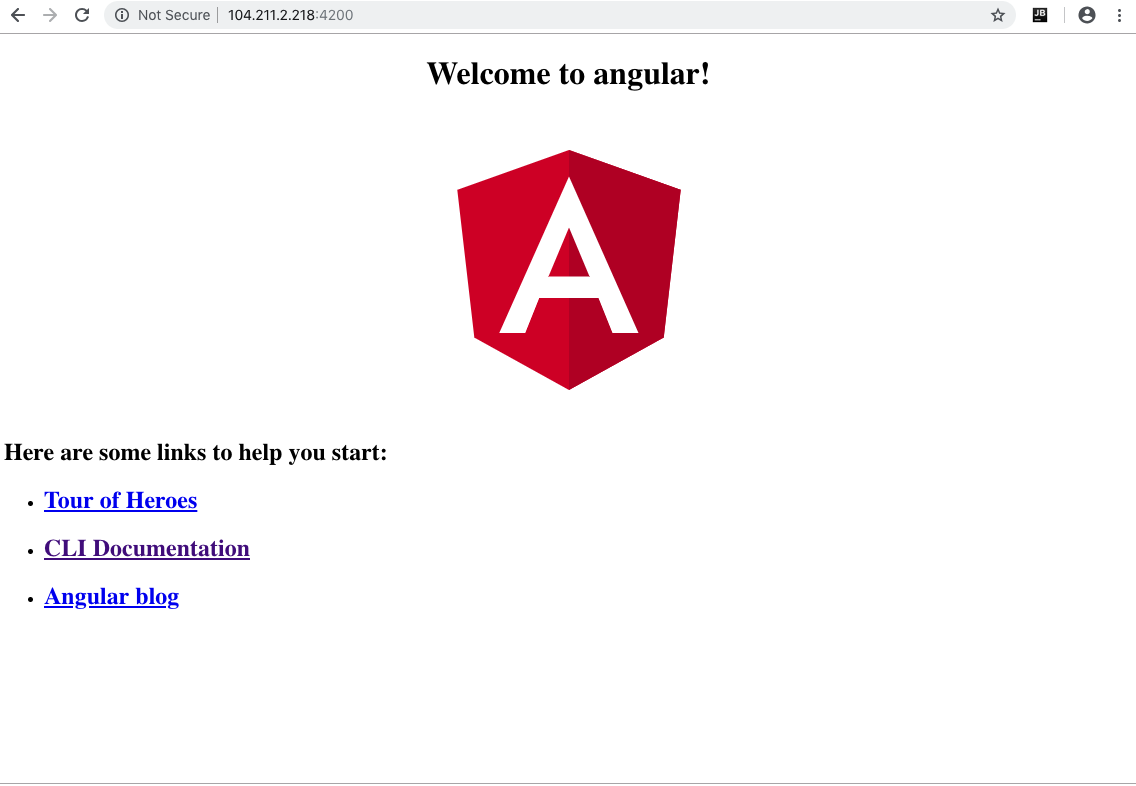 Not Secure 104.211.2.218:4200
JB
Welcome to angular!
A
Here are some links to help you start:
Tour of Heroes
CLI Documentation
Angular blog